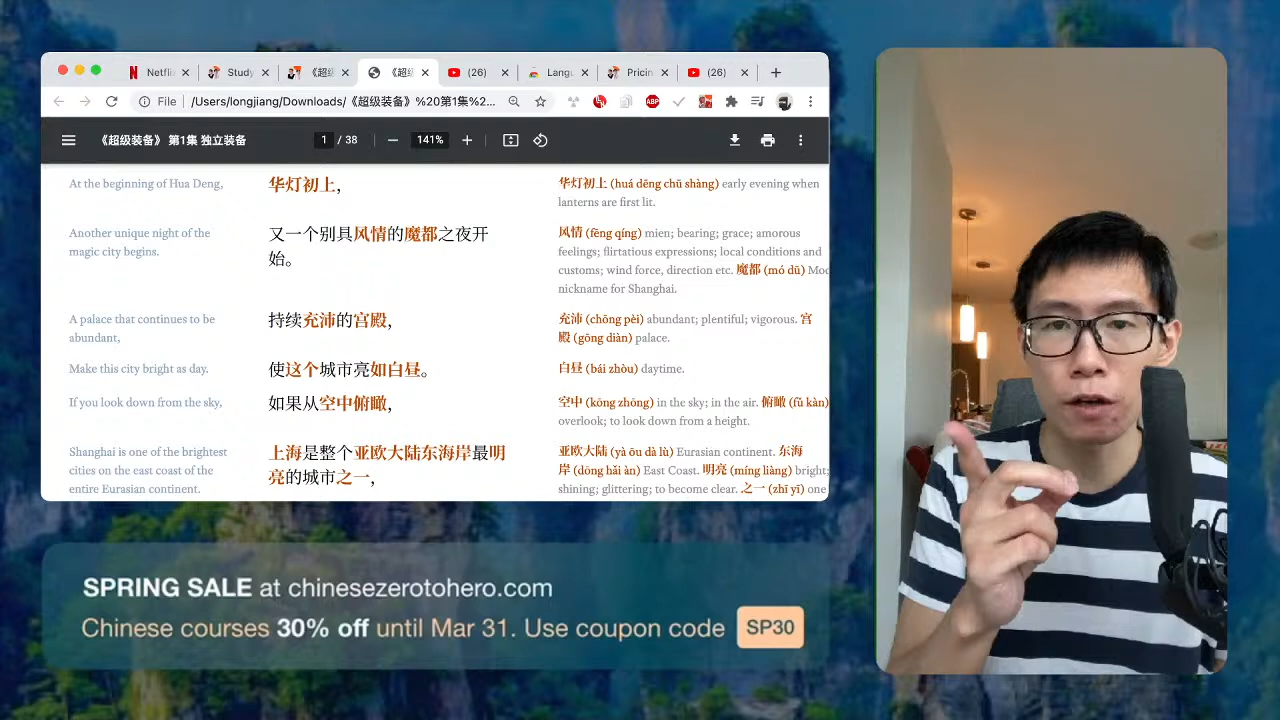 Netfli
Study
《超纟
《超纟
(26)
Langu
Pricin
(26)
File
/Users/longjiang/Downloads/《超级装备》%20第1集%2...
《超级装备》 第1集 独立装备
1 / 38
141%
At the beginning of Hua Deng,
华灯初上,
华灯初上 (huá dēng chū shàng) early evening when
lanterns are first lit.
Another unique night of the
magic city begins.
又一个别具风情的魔都之夜开
始。
风情 (fēng qíng) mien; bearing; grace; amorous
feelings; flirtatious expressions; local conditions and
customs; wind force, direction etc. 魔都 (mó dū) Mod
nickname for Shanghai.
A palace that continues to be
abundant,
持续充沛的宫殿,
充沛 (chōng pèi) abundant; plentiful; vigorous. 宫
殿 (gōng diàn) palace.
Make this city bright as day.
使这个城市亮如白昼。
白昼 (bái zhòu) daytime.
If you look down from the sky,
如果从空中俯瞰,
空中 (kōng zhōng) in the sky; in the air. 俯瞰 (fǔ kàn)
overlook; to look down from a height.
Shanghai is one of the brightest
cities on the east coast of the
entire Eurasian continent.
上海是整个亚欧大陆东海岸最明
亮的城市之一,
亚欧大陆 (yà ōu dà lù) Eurasian continent. 东海
岸 (dōng hǎi àn) East Coast. 明亮 (míng liàng) bright;
shining; glittering; to become clear. 之一 (zhī yī) one
SPRING SALE at chinesezerotohero.com
Chinese courses 30% off until Mar 31. Use coupon code SP30
ABP